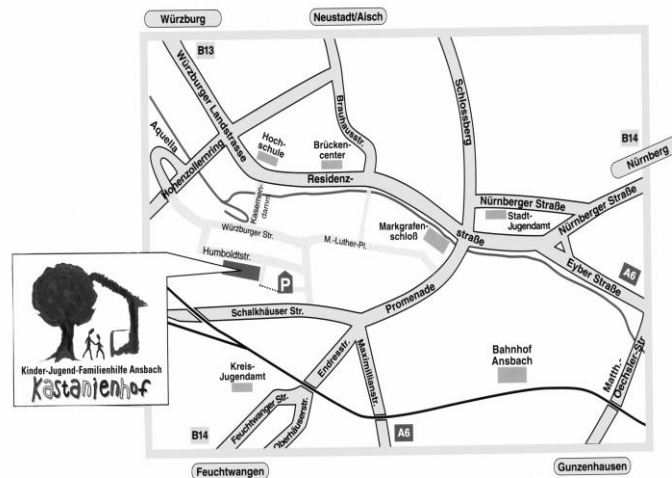 Würzburg
Neustadt/Aisch
B13
Würzburger Landstrasse
Brauhausstr.
Schlossberg
B14
Nürnberg
Aquella
Hohenzollernring
Hoch-
schule
Brücken-
center
Residenz-
straße
Nürnberger Straße
Nürnberger Straße
Stadt-
Jugendamt
Kasernen-
damm
Würzburger Str.
M.-Luther-Pl.
Markgrafen-
schloß
Humboldtstr.
P
Eyber Straße
A6
Promenade
Schalkhäuser Str.
Kinder-Jugend-Familienhilfe Ansbach
Kastanienhof
Kreis-
Jugendamt
Endresstr.
Maximilianstr.
Bahnhof
Ansbach
Matth.-
Oechsler-Str
Feuchtwanger Str.
Oberhäuserstr.
B14
A6
Feuchtwangen
Gunzenhausen